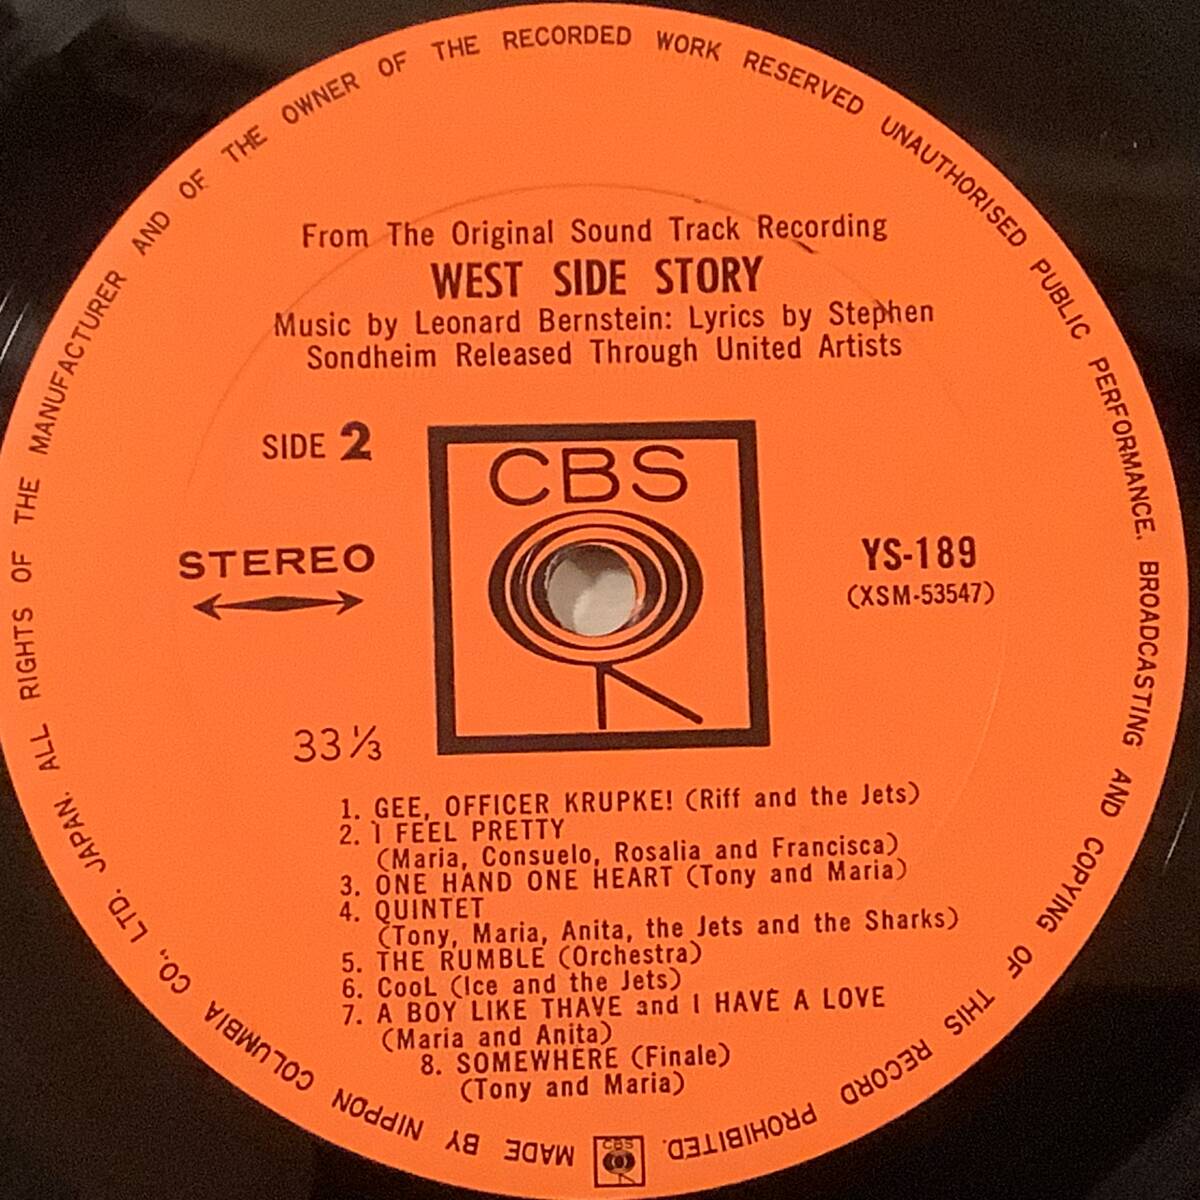 From The Original Sound Track Recording
WEST SIDE STORY
Music by Leonard Bernstein: Lyrics by Stephen
Sondheim Released Through United Artists
SIDE 2
CBS
STEREO
YS-189
(XSM-53547)
33 ⅓
1. GEE, OFFICER KRUPKE! (Riff and the Jets)
2. I FEEL PRETTY
(Maria, Consuelo, Rosalia and Francisca)
3. ONE HAND ONE HEART (Tony and Maria)
4. QUINTET
(Tony, Maria, Anita, the Jets and the Sharks)
5. THE RUMBLE (Orchestra)
6. CooL (Ice and the Jets)
7. A BOY LIKE THAVE and I HAVE A LOVE
(Maria and Anita)
8. SOMEWHERE (Finale)
(Tony and Maria)
MADE BY NIPPON COLUMBIA CO., LTD. JAPAN. ALL RIGHTS OF THE MANUFACTURER AND OF THE OWNER OF THE RECORDED WORK RESERVED UNAUTHORISED PUBLIC PERFORMANCE. BROADCASTING AND COPYING OF THIS RECORD PROHIBITED.
CBS